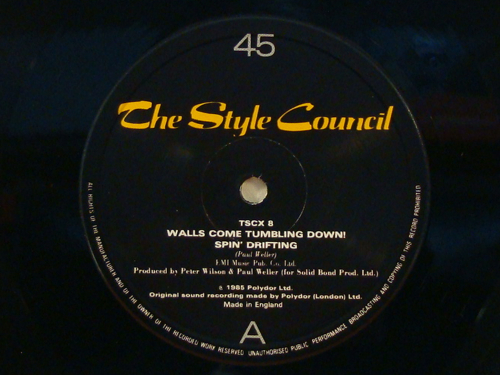 45
The Style Council
TSCX 8
WALLS COME TUMBLING DOWN!
SPIN' DRIFTING
(Paul Weller)
EMI Music Pub. Co. Ltd.
Produced by Peter Wilson & Paul Weller (for Solid Bond Prod. Ltd.)
℗ 1985 Polydor Ltd.
Original sound recording made by Polydor (London) Ltd.
Made in England
A
ALL RIGHTS OF THE MANUFACTURER AND OF THE OWNER OF THE RECORDED WORK RESERVED UNAUTHORISED PUBLIC PERFORMANCE BROADCASTING AND COPYING OF THIS RECORD PROHIBITED